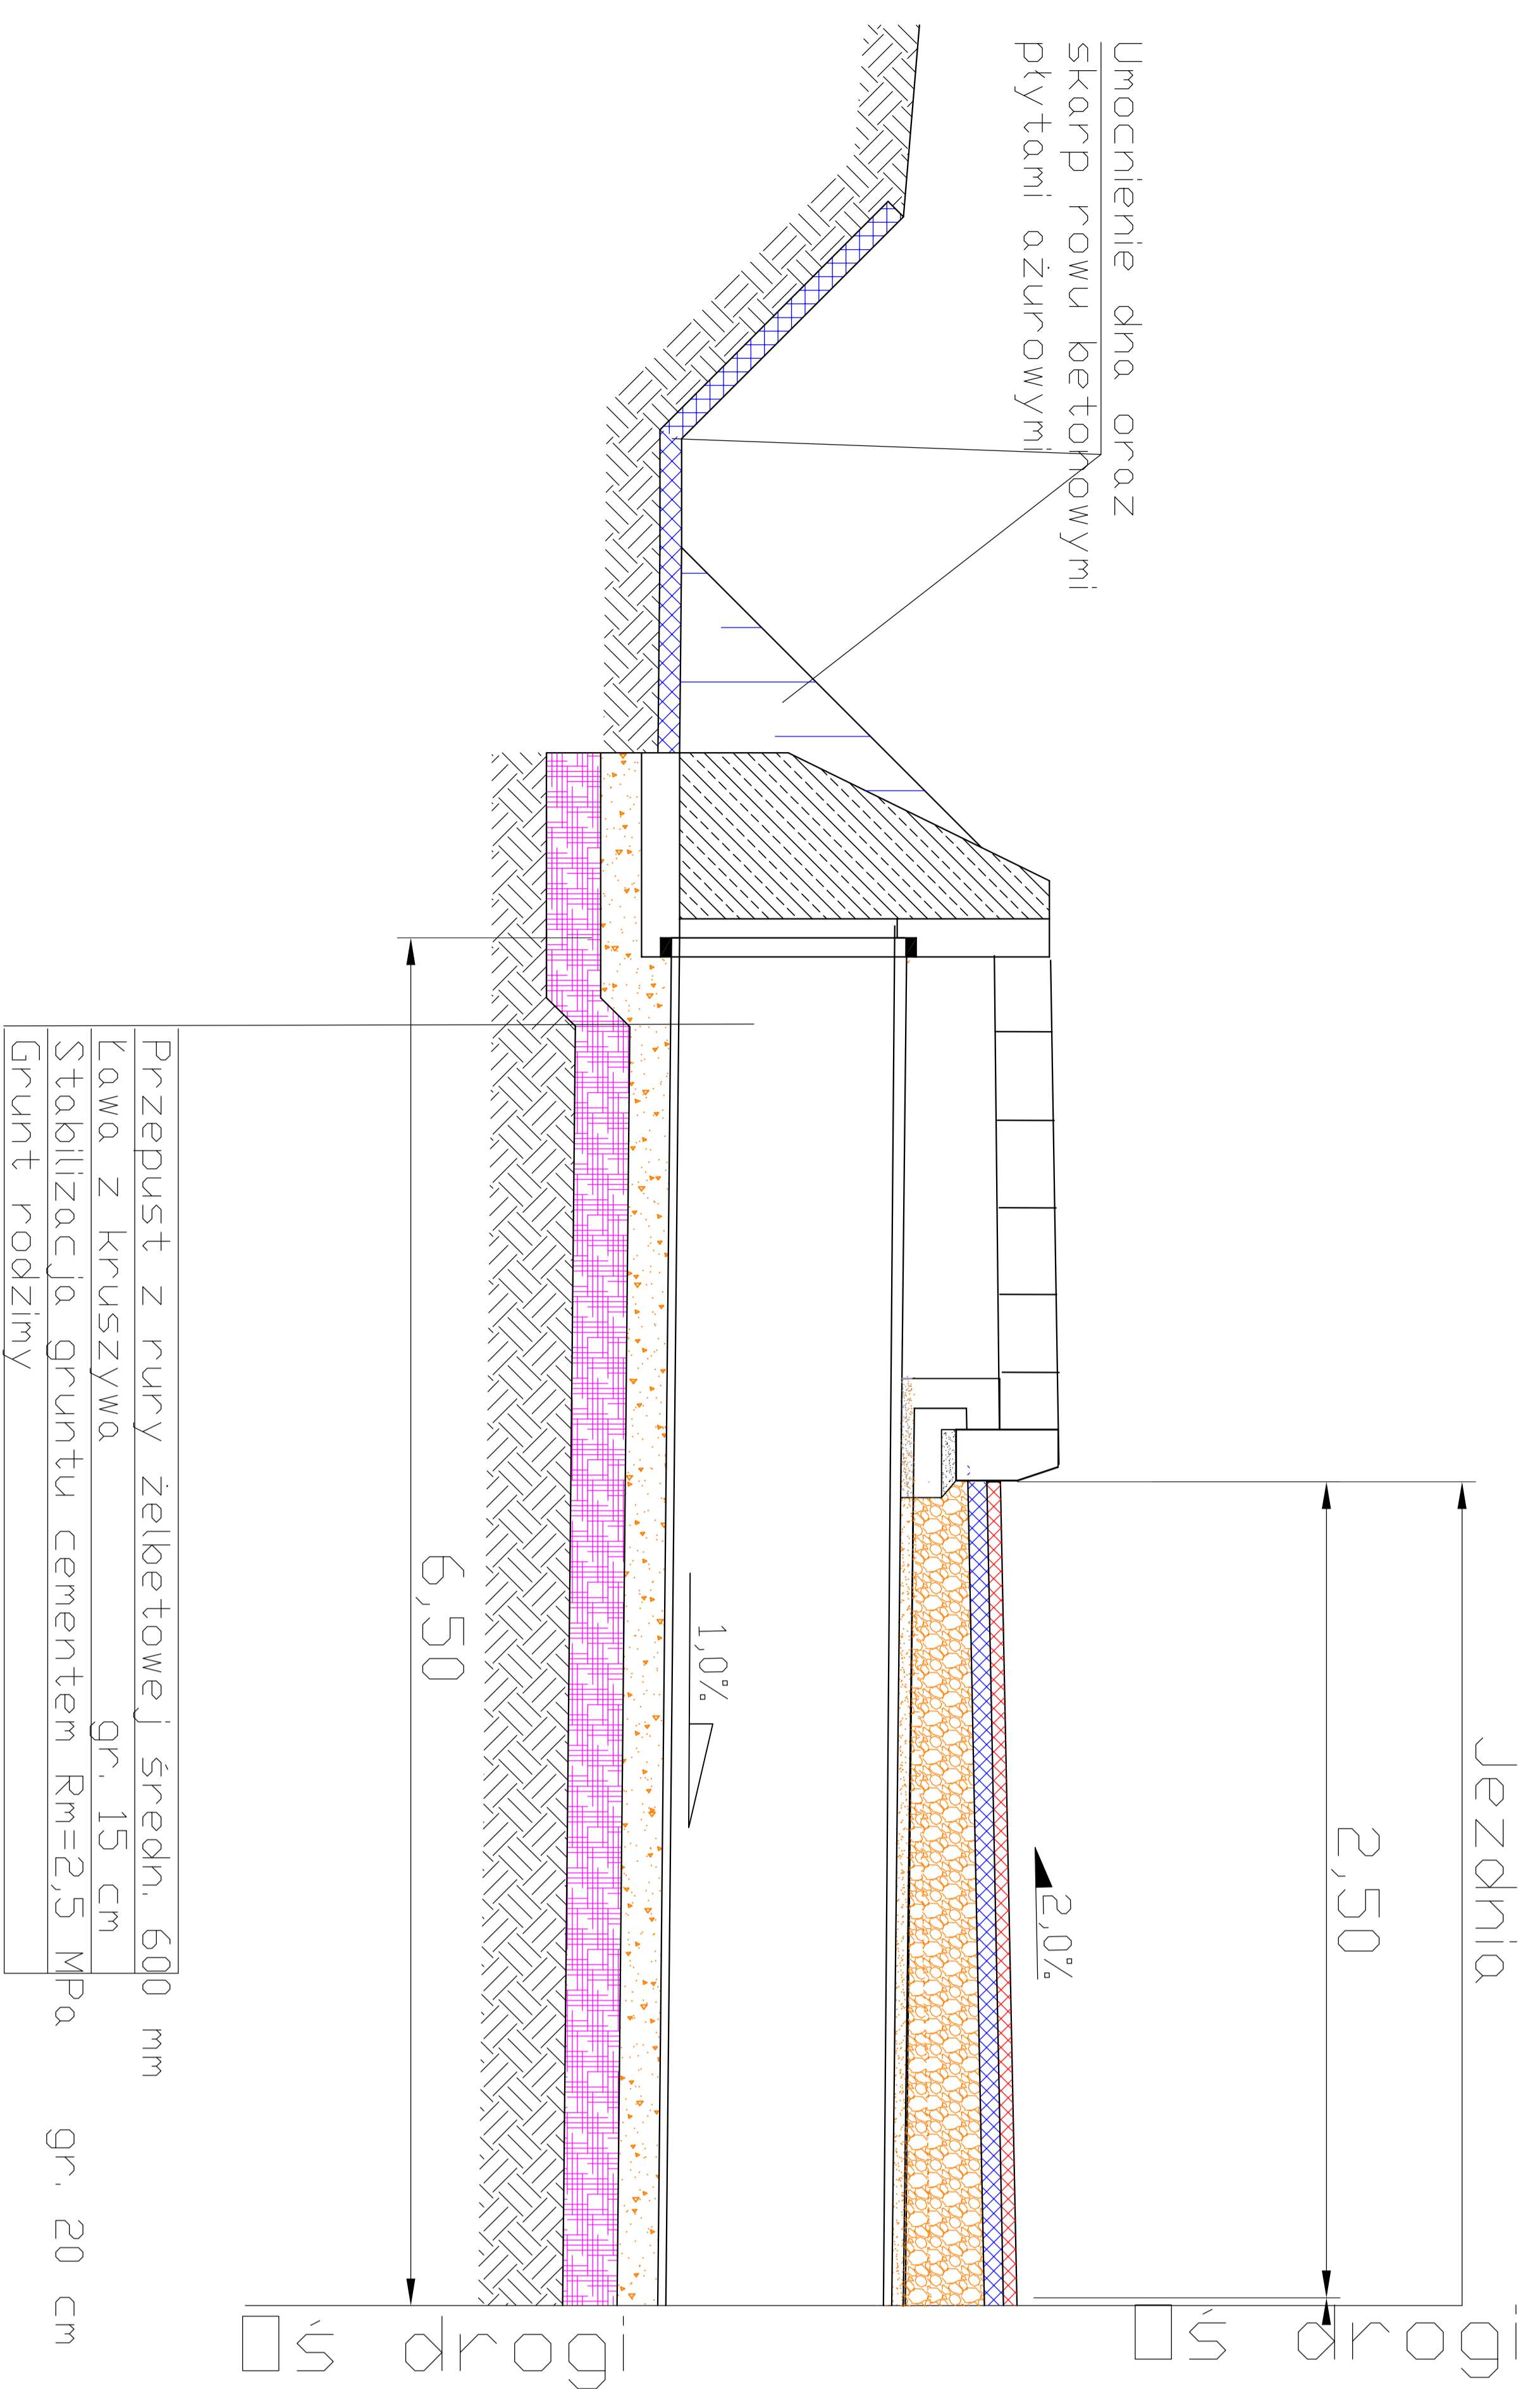 Umocnienie dna oraz
skarp rowu betonowymi
płytami ażurowymi
Jezdnia
2,50
2,0%
1,0%
6,50
Oś drogi
Oś drogi
Przepust z rury żelbetowej średn. 600 mm
Ława z kruszywa gr. 15 cm
Stabilizacja gruntu cementem Rm=2,5 MPa gr. 20 cm
Grunt rodzimy